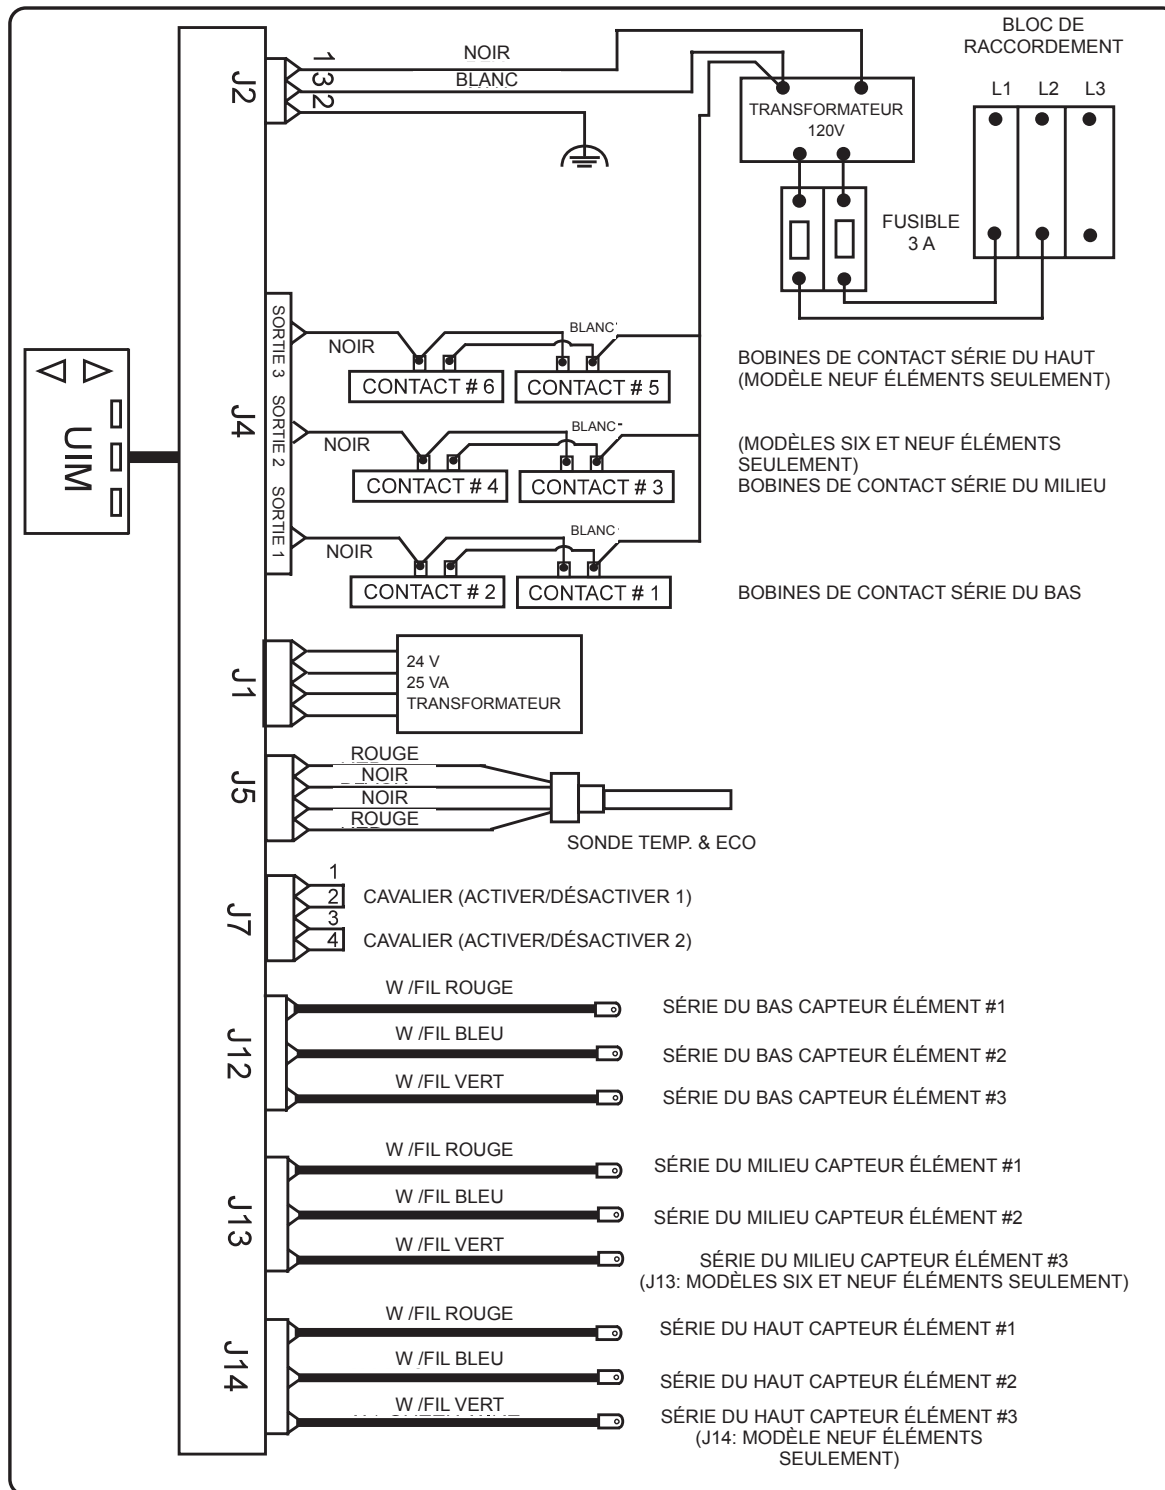 BLOC DE
RACCORDEMENT
L1 L2 L3
J2
1
3
2
NOIR
BLANC
TRANSFORMATEUR
120V
FUSIBLE
3 A
UIM
J4
SORTIE 3
SORTIE 2
SORTIE 1
NOIR
BLANC
CONTACT # 6
CONTACT # 5
BOBINES DE CONTACT SÉRIE DU HAUT
(MODÈLE NEUF ÉLÉMENTS SEULEMENT)
NOIR
BLANC
CONTACT # 4
CONTACT # 3
(MODÈLES SIX ET NEUF ÉLÉMENTS
SEULEMENT)
BOBINES DE CONTACT SÉRIE DU MILIEU
NOIR
BLANC
CONTACT # 2
CONTACT # 1
BOBINES DE CONTACT SÉRIE DU BAS
J1
24 V
25 VA
TRANSFORMATEUR
J5
ROUGE
NOIR
NOIR
ROUGE
SONDE TEMP. & ECO
J7
1
2
3
4
CAVALIER (ACTIVER/DÉSACTIVER 1)
CAVALIER (ACTIVER/DÉSACTIVER 2)
J12
W /FIL ROUGE
SÉRIE DU BAS CAPTEUR ÉLÉMENT #1
W /FIL BLEU
SÉRIE DU BAS CAPTEUR ÉLÉMENT #2
W /FIL VERT
SÉRIE DU BAS CAPTEUR ÉLÉMENT #3
J13
W /FIL ROUGE
SÉRIE DU MILIEU CAPTEUR ÉLÉMENT #1
W /FIL BLEU
SÉRIE DU MILIEU CAPTEUR ÉLÉMENT #2
W /FIL VERT
SÉRIE DU MILIEU CAPTEUR ÉLÉMENT #3
(J13: MODÈLES SIX ET NEUF ÉLÉMENTS SEULEMENT)
J14
W /FIL ROUGE
SÉRIE DU HAUT CAPTEUR ÉLÉMENT #1
W /FIL BLEU
SÉRIE DU HAUT CAPTEUR ÉLÉMENT #2
W /FIL VERT
SÉRIE DU HAUT CAPTEUR ÉLÉMENT #3
(J14: MODÈLE NEUF ÉLÉMENTS
SEULEMENT)